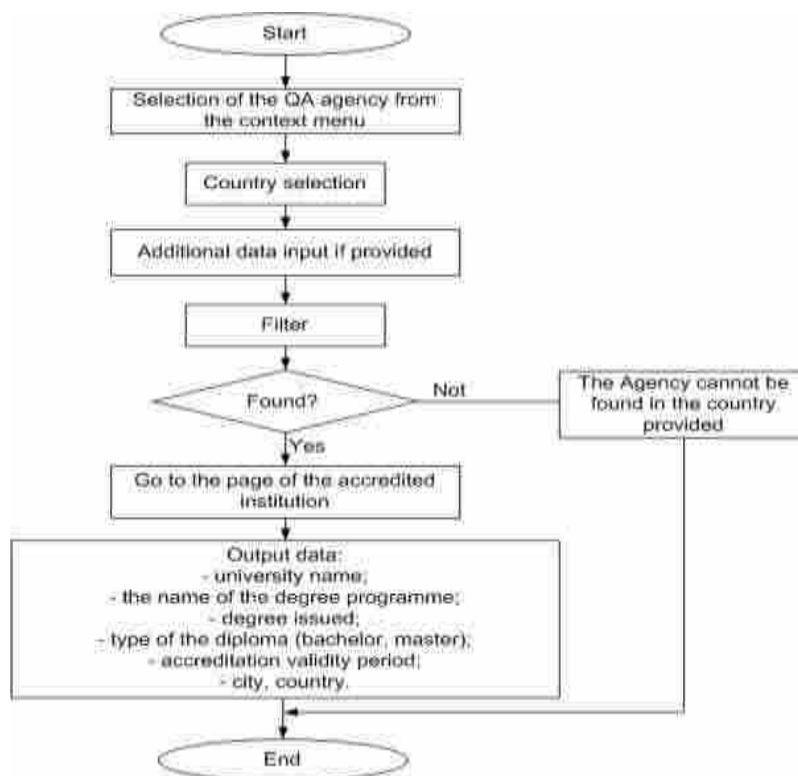 Start
Selection of the QA agency from
the context menu
Country selection
Additional data input if provided
Filter
Found?
Not
The Agency cannot be
found in the country
provided
Yes
Go to the page of the accredited
institution
Output data:
- university name;
- the name of the degree programme;
- degree issued;
- type of the diploma (bachelor, master);
- accreditation validity period;
- city, country.
End